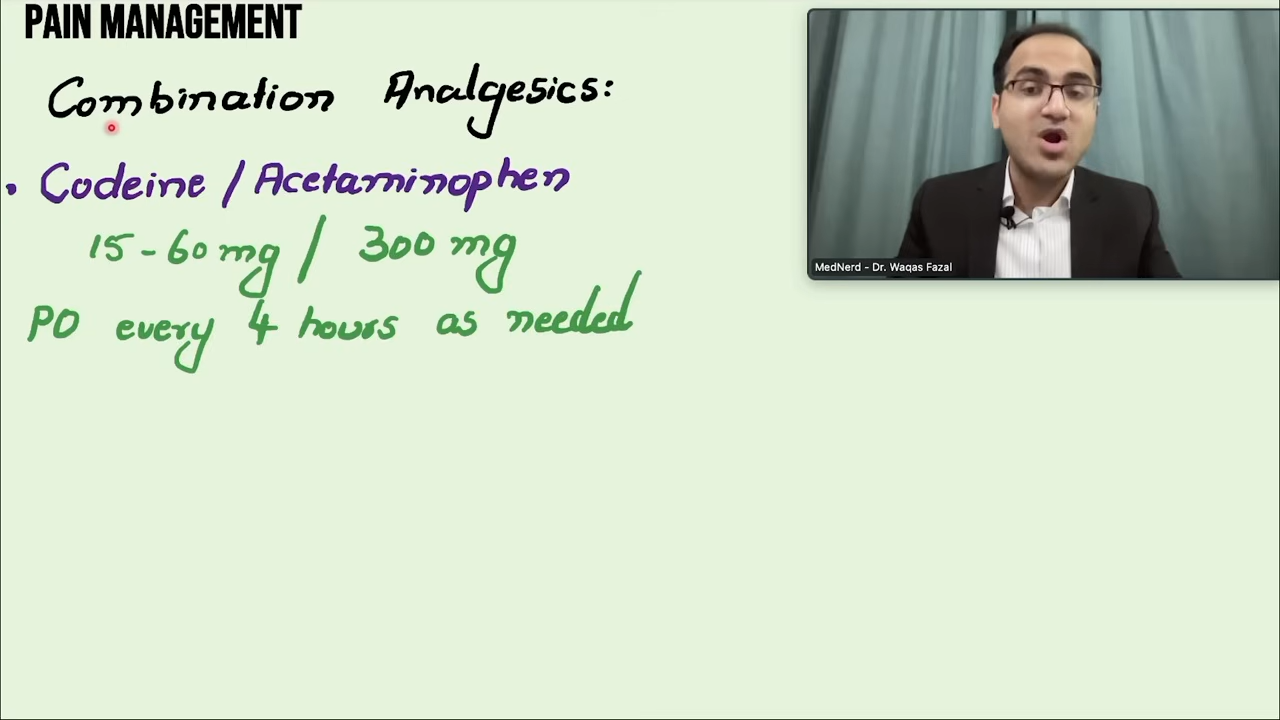 PAIN MANAGEMENT
Combination Analgesics:
• Codeine / Acetaminophen
15-60 mg / 300 mg
PO every 4 hours as needed
MedNerd - Dr. Waqas Fazal